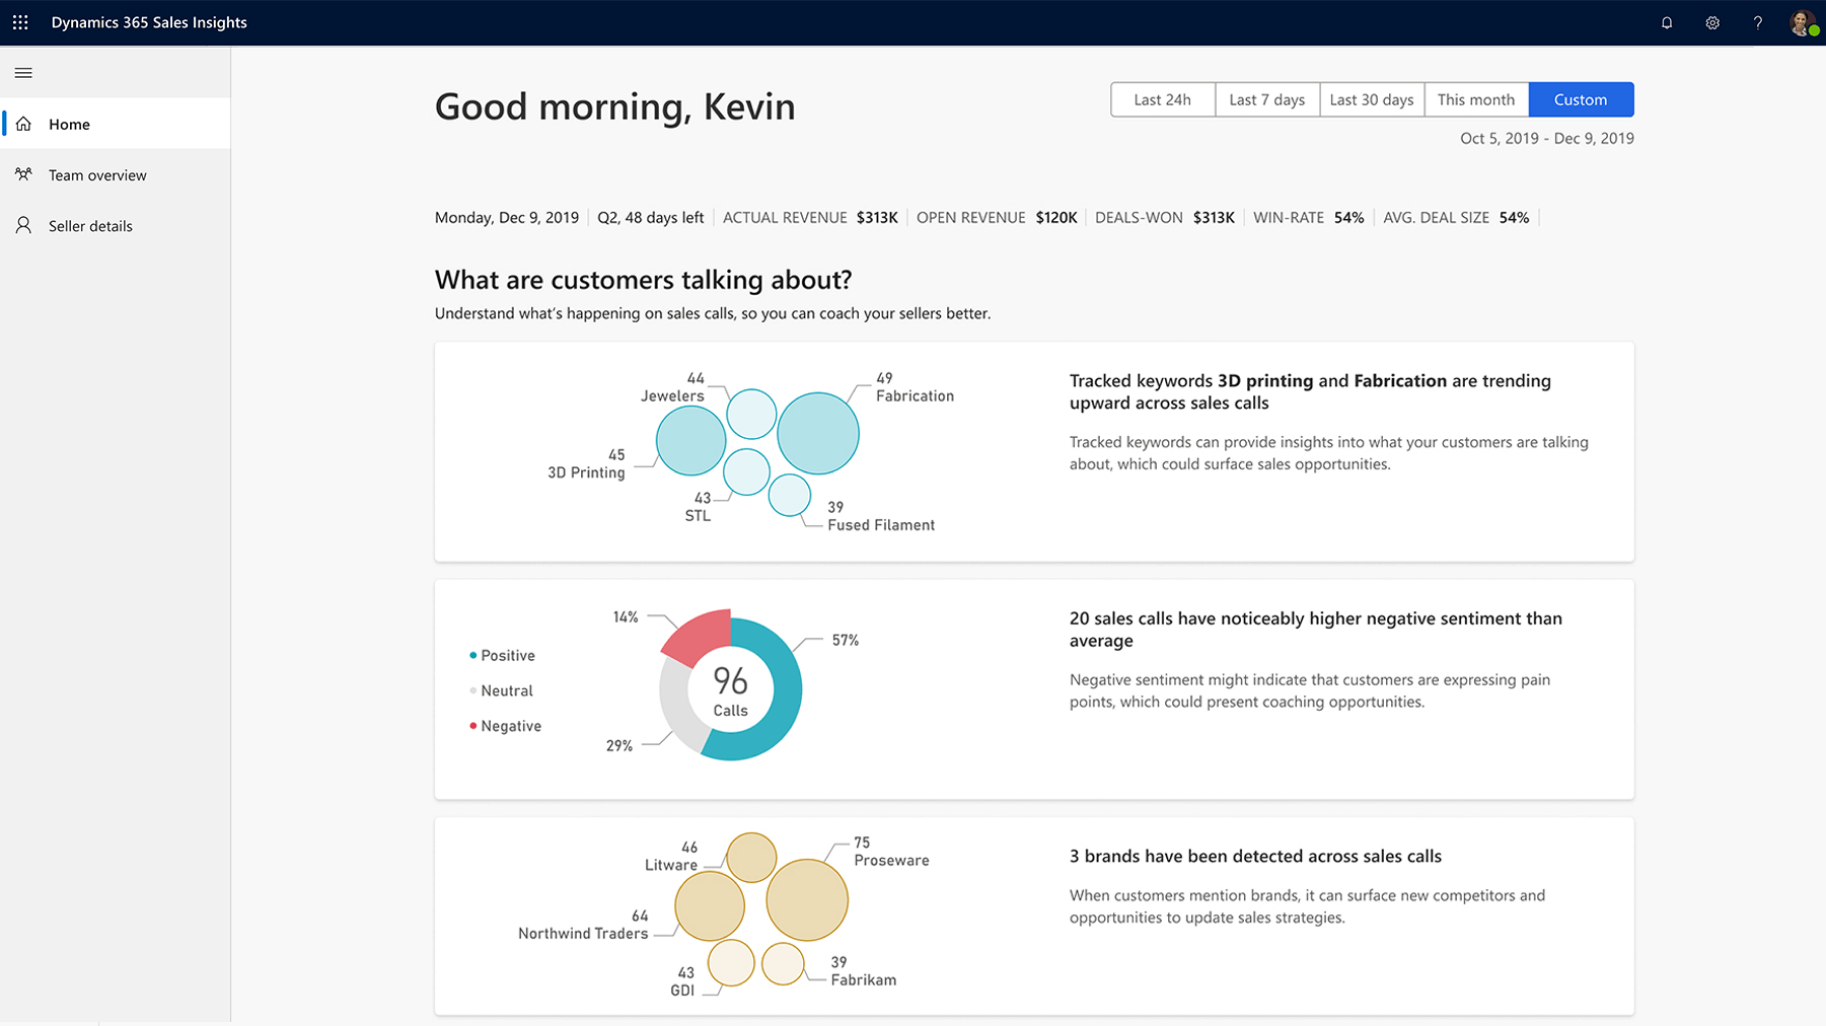 Dynamics 365 Sales Insights
?
Home
Team overview
Seller details
Good morning, Kevin
Last 24h
Last 7 days
Last 30 days
This month
Custom
Oct 5, 2019 - Dec 9, 2019
Monday, Dec 9, 2019
Q2, 48 days left
ACTUAL REVENUE $313K
OPEN REVENUE $120K
DEALS-WON $313K
WIN-RATE 54%
AVG. DEAL SIZE 54%
What are customers talking about?
Understand what's happening on sales calls, so you can coach your sellers better.
44
Jewelers
49
Fabrication
45
3D Printing
43
STL
39
Fused Filament
Tracked keywords 3D printing and Fabrication are trending
upward across sales calls
Tracked keywords can provide insights into what your customers are talking
about, which could surface sales opportunities.
Positive
Neutral
Negative
14%
57%
29%
96
Calls
20 sales calls have noticeably higher negative sentiment than
average
Negative sentiment might indicate that customers are expressing pain
points, which could present coaching opportunities.
46
Litware
75
Proseware
64
Northwind Traders
43
GDI
39
Fabrikam
3 brands have been detected across sales calls
When customers mention brands, it can surface new competitors and
opportunities to update sales strategies.